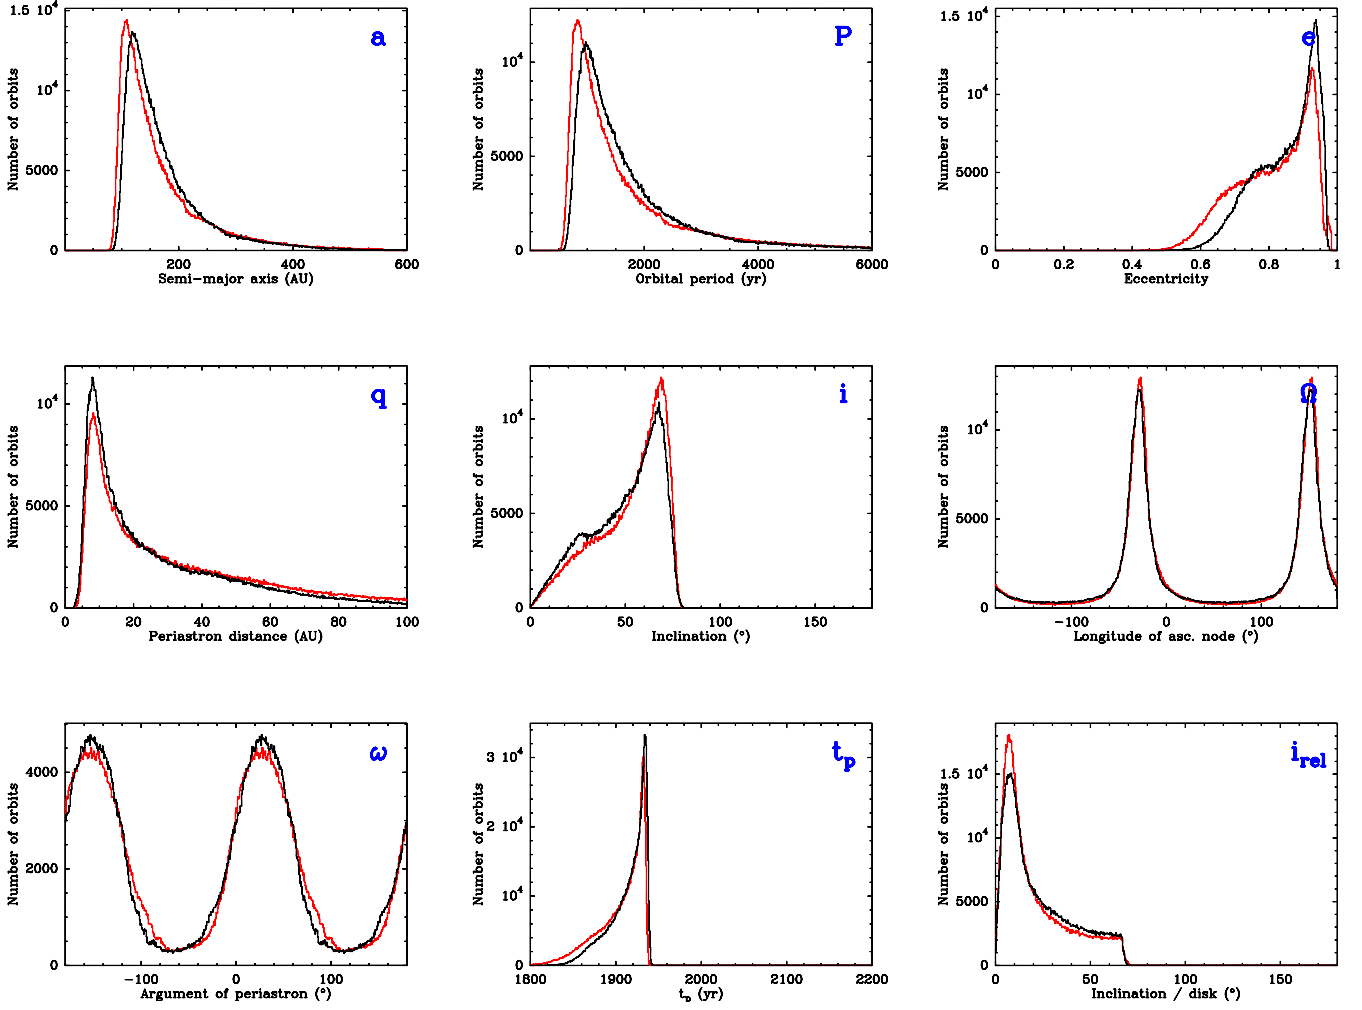 1.5 10⁴
10⁴
5000
0
Number of orbits
a
200
400
600
Semi-major axis (AU)
10⁴
5000
0
Number of orbits
P
0
2000
4000
6000
Orbital period (yr)
1.5 10⁴
10⁴
5000
0
Number of orbits
e
0
0.2
0.4
0.6
0.8
1
Eccentricity
10⁴
5000
0
Number of orbits
q
0
20
40
60
80
100
Periastron distance (AU)
10⁴
5000
0
Number of orbits
i
0
50
100
150
Inclination (°)
10⁴
5000
0
Number of orbits
Ω
−100
0
100
Longitude of asc. node (°)
4000
2000
0
Number of orbits
ω
−100
0
100
Argument of periastron (°)
3 10⁴
2 10⁴
10⁴
0
Number of orbits
tp
1800
1900
2000
2100
2200
tp (yr)
1.5 10⁴
10⁴
5000
0
Number of orbits
irel
0
50
100
150
Inclination / disk (°)